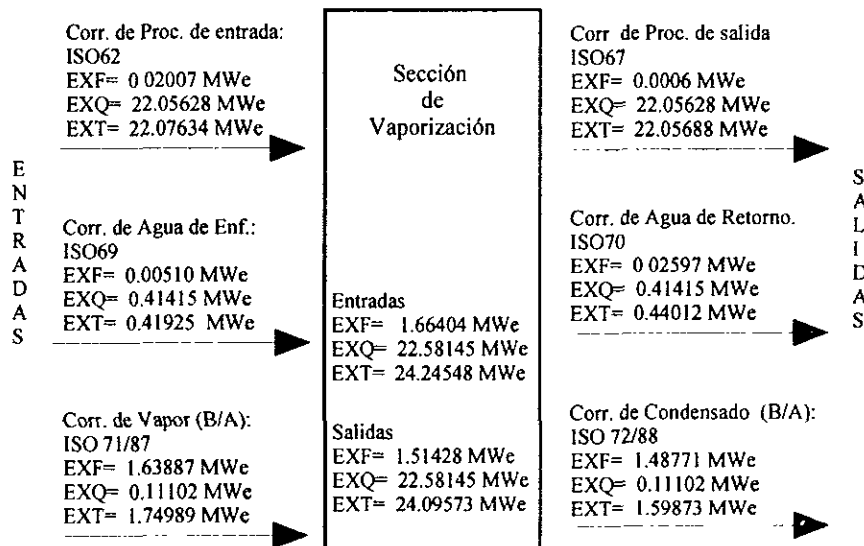 Corr. de Proc. de entrada:
ISO62
EXF= 0 02007 MWe
EXQ= 22.05628 MWe
EXT= 22.07634 MWe
ENTRADAS
Corr. de Agua de Enf.:
ISO69
EXF= 0.00510 MWe
EXQ= 0.41415 MWe
EXT= 0.41925 MWe
Corr. de Vapor (B/A):
ISO 71/87
EXF= 1.63887 MWe
EXQ= 0.11102 MWe
EXT= 1.74989 MWe
Sección
de
Vaporización
Entradas
EXF= 1.66404 MWe
EXQ= 22.58145 MWe
EXT= 24.24548 MWe
Salidas
EXF= 1.51428 MWe
EXQ= 22.58145 MWe
EXT= 24.09573 MWe
Corr de Proc. de salida
ISO67
EXF= 0.0006 MWe
EXQ= 22.05628 MWe
EXT= 22.05688 MWe
Corr. de Agua de Retorno.
ISO70
EXF= 0 02597 MWe
EXQ= 0.41415 MWe
EXT= 0.44012 MWe
Corr. de Condensado (B/A):
ISO 72/88
EXF= 1.48771 MWe
EXQ= 0.11102 MWe
EXT= 1.59873 MWe
SALIDAS